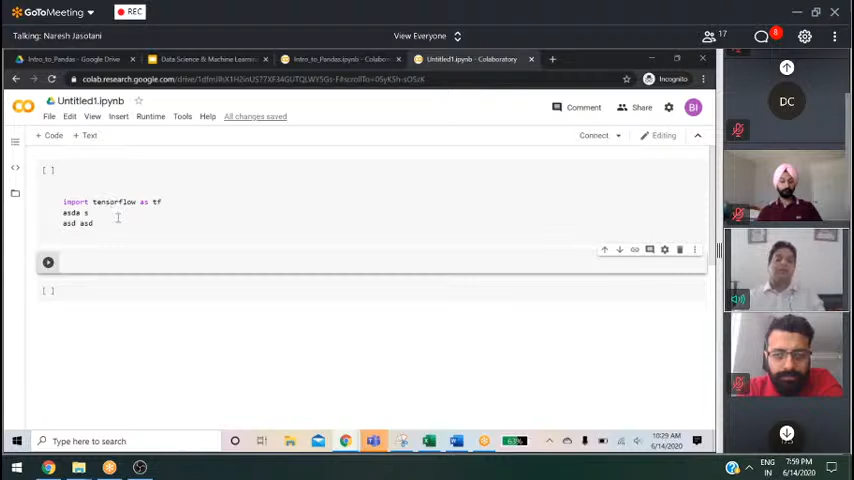 GoToMeeting
REC
Talking: Naresh Jasotani
View Everyone
17
8
Intro_to_Pandas - Google Drive
Data Science & Machine Learnin
Intro_to_Pandas.ipynb - Colabor
Untitled1.ipynb - Colaboratory
Incognito
Untitled1.ipynb
Comment
Share
BI
File Edit View Insert Runtime Tools Help All changes saved
+ Code + Text
Connect
Editing
[ ]
import tensorflow as tf
asda s
asd asd
[ ]
DC
Type here to search
10:29 AM
6/14/2020
ENG
IN
7:59 PM
6/14/2020